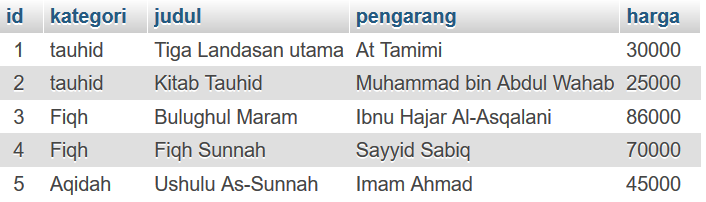 id kategori judul pengarang harga
1 tauhid Tiga Landasan utama At Tamimi 30000
2 tauhid Kitab Tauhid Muhammad bin Abdul Wahab 25000
3 Fiqh Bulughul Maram Ibnu Hajar Al-Asqalani 86000
4 Fiqh Fiqh Sunnah Sayyid Sabiq 70000
5 Aqidah Ushulu As-Sunnah Imam Ahmad 45000